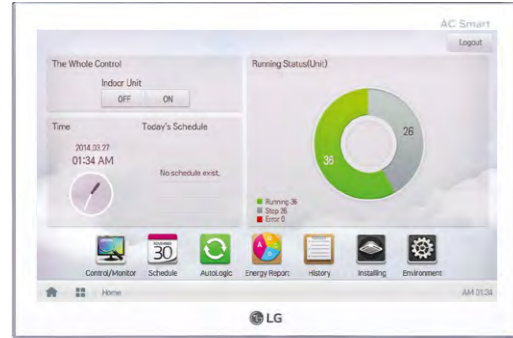 AC Smart
Logout
The Whole Control
Indoor Unit
OFF ON
Running Status(Unit)
Time
Today's Schedule
2014.03.27
01:34 AM
No schedule exist.
26
36
Running 36
Stop 26
Error 0
NOVEMBER
30
A
Control/Monitor
Schedule
AutoLogic
Energy Report
History
Installing
Environment
Home
AM 01:34
LG